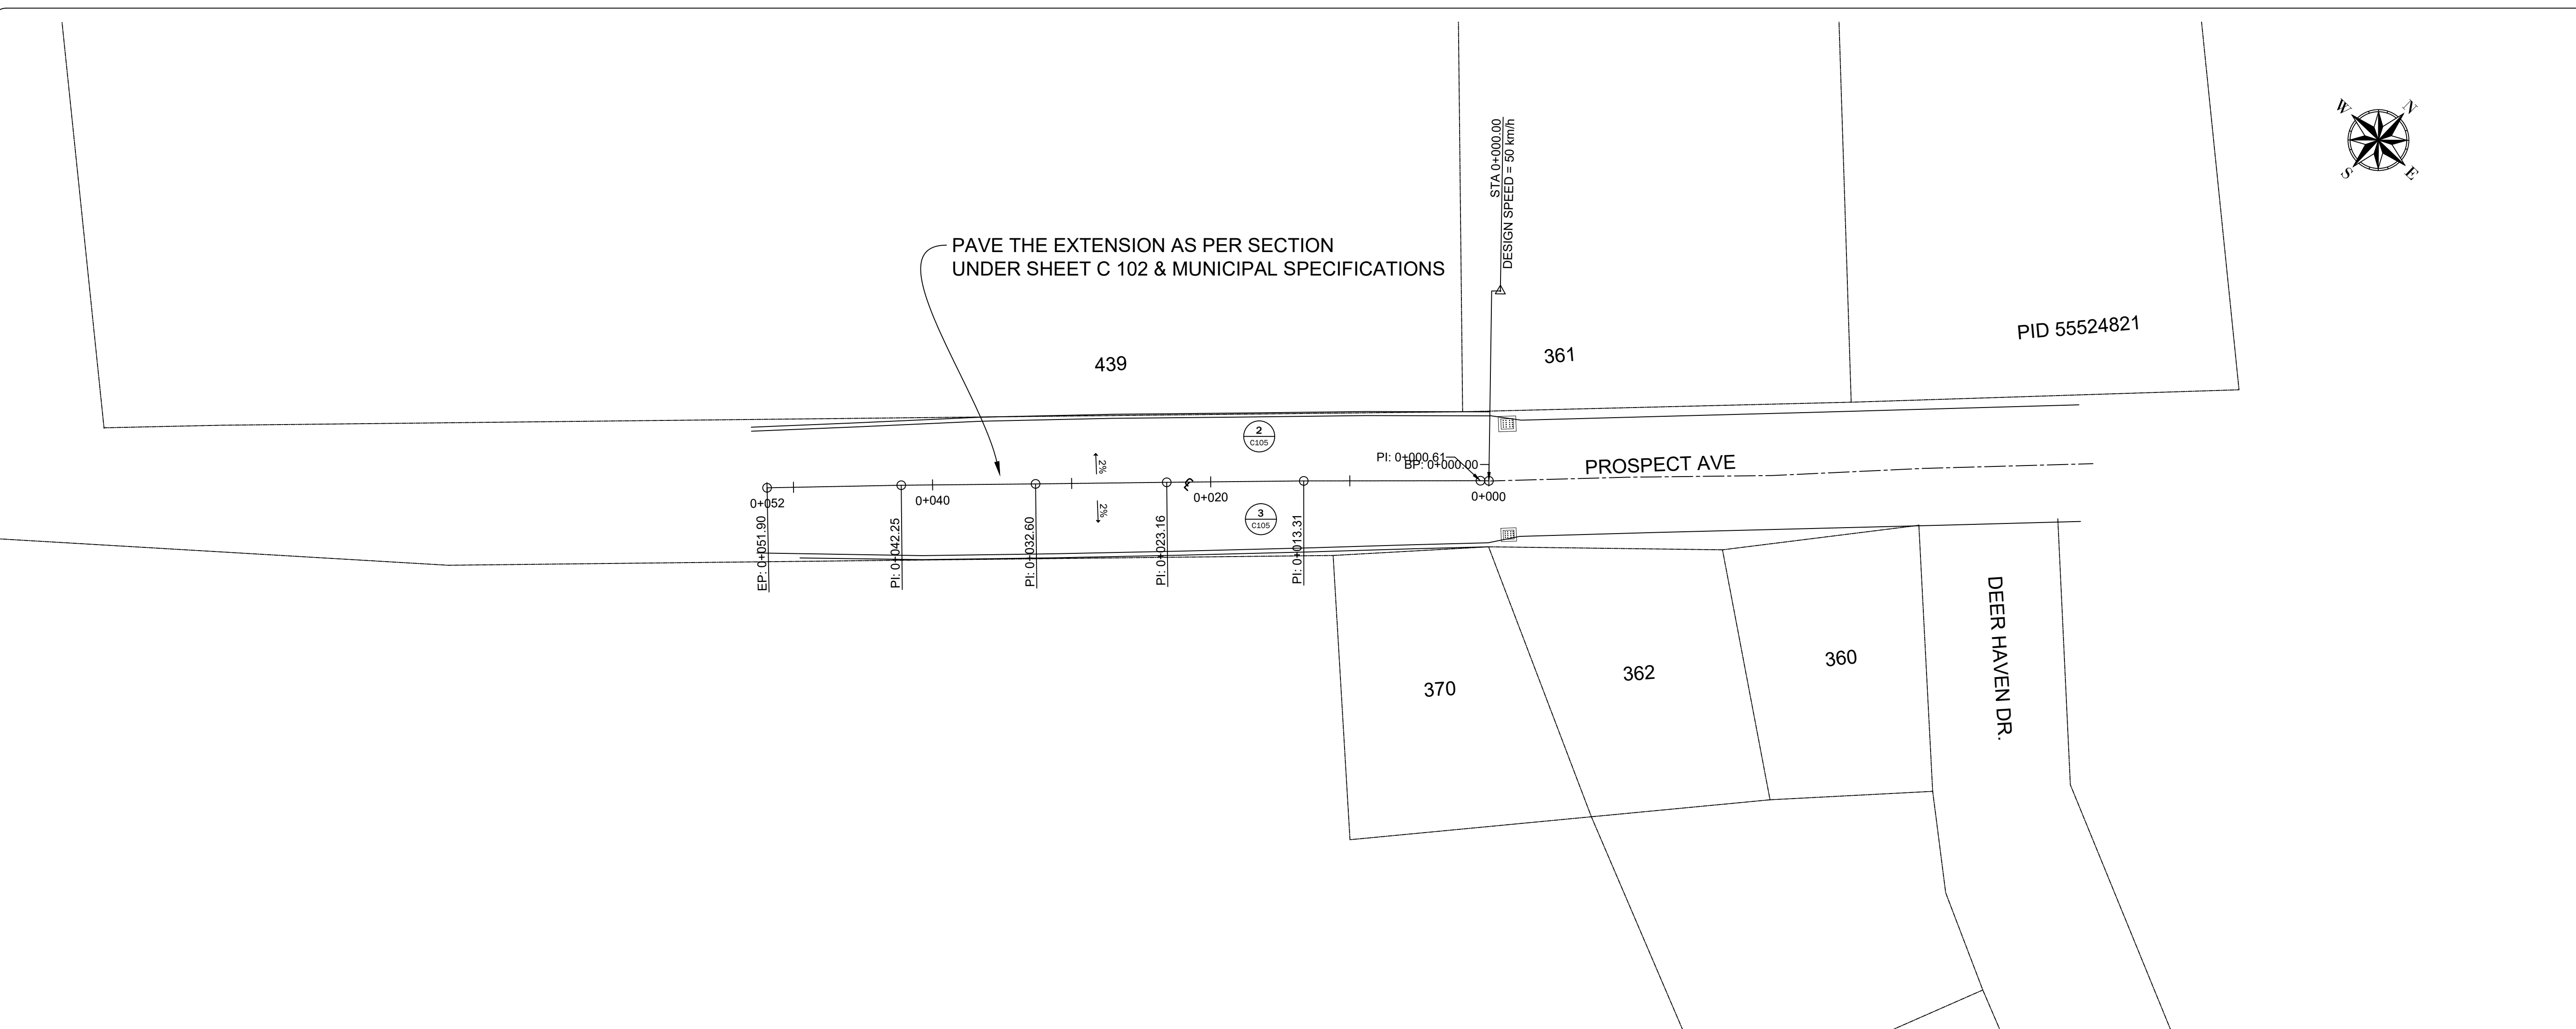 W
N
S
E
STA 0+000.00
DESIGN SPEED = 50 km/h
PAVE THE EXTENSION AS PER SECTION
UNDER SHEET C 102 & MUNICIPAL SPECIFICATIONS
439
361
PID 55524821
2
C105
PI: 0+000.61
BP: 0+000.00
PROSPECT AVE
2%
2%
0+052
0+040
0+020
0+000
3
C105
EP: 0+051.90
PI: 0+042.25
PI: 0+032.60
PI: 0+023.16
PI: 0+013.31
370
362
360
DEER HAVEN DR.